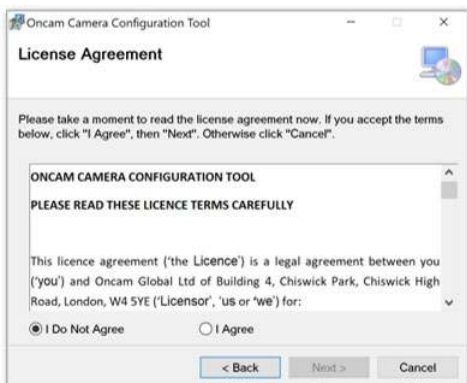 Oncam Camera Configuration Tool
License Agreement
Please take a moment to read the license agreement now. If you accept the terms
below, click "I Agree", then "Next". Otherwise click "Cancel".
ONCAM CAMERA CONFIGURATION TOOL
PLEASE READ THESE LICENCE TERMS CAREFULLY
This licence agreement ('the Licence') is a legal agreement between you
('you') and Oncam Global Ltd of Building 4, Chiswick Park, Chiswick High
Road, London, W4 5YE ('Licensor', 'us or 'we') for:
I Do Not Agree
I Agree
< Back
Next >
Cancel